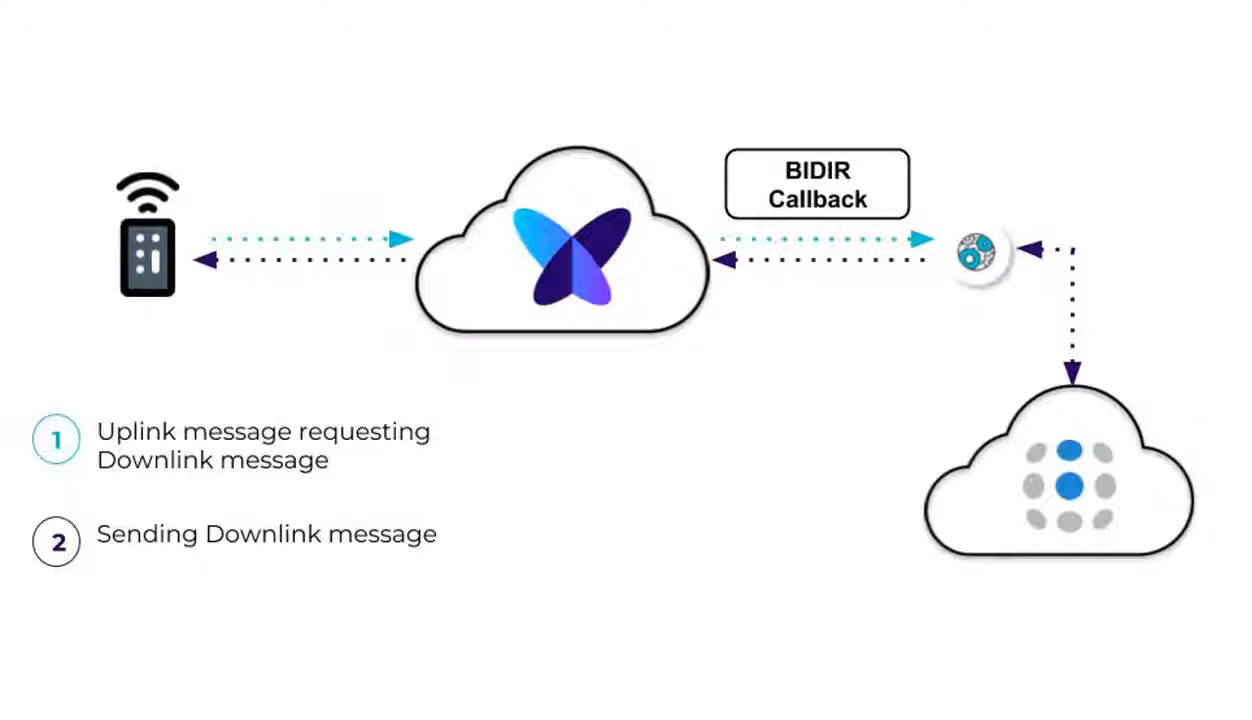 BIDIR
Callback
1
Uplink message requesting
Downlink message
2
Sending Downlink message